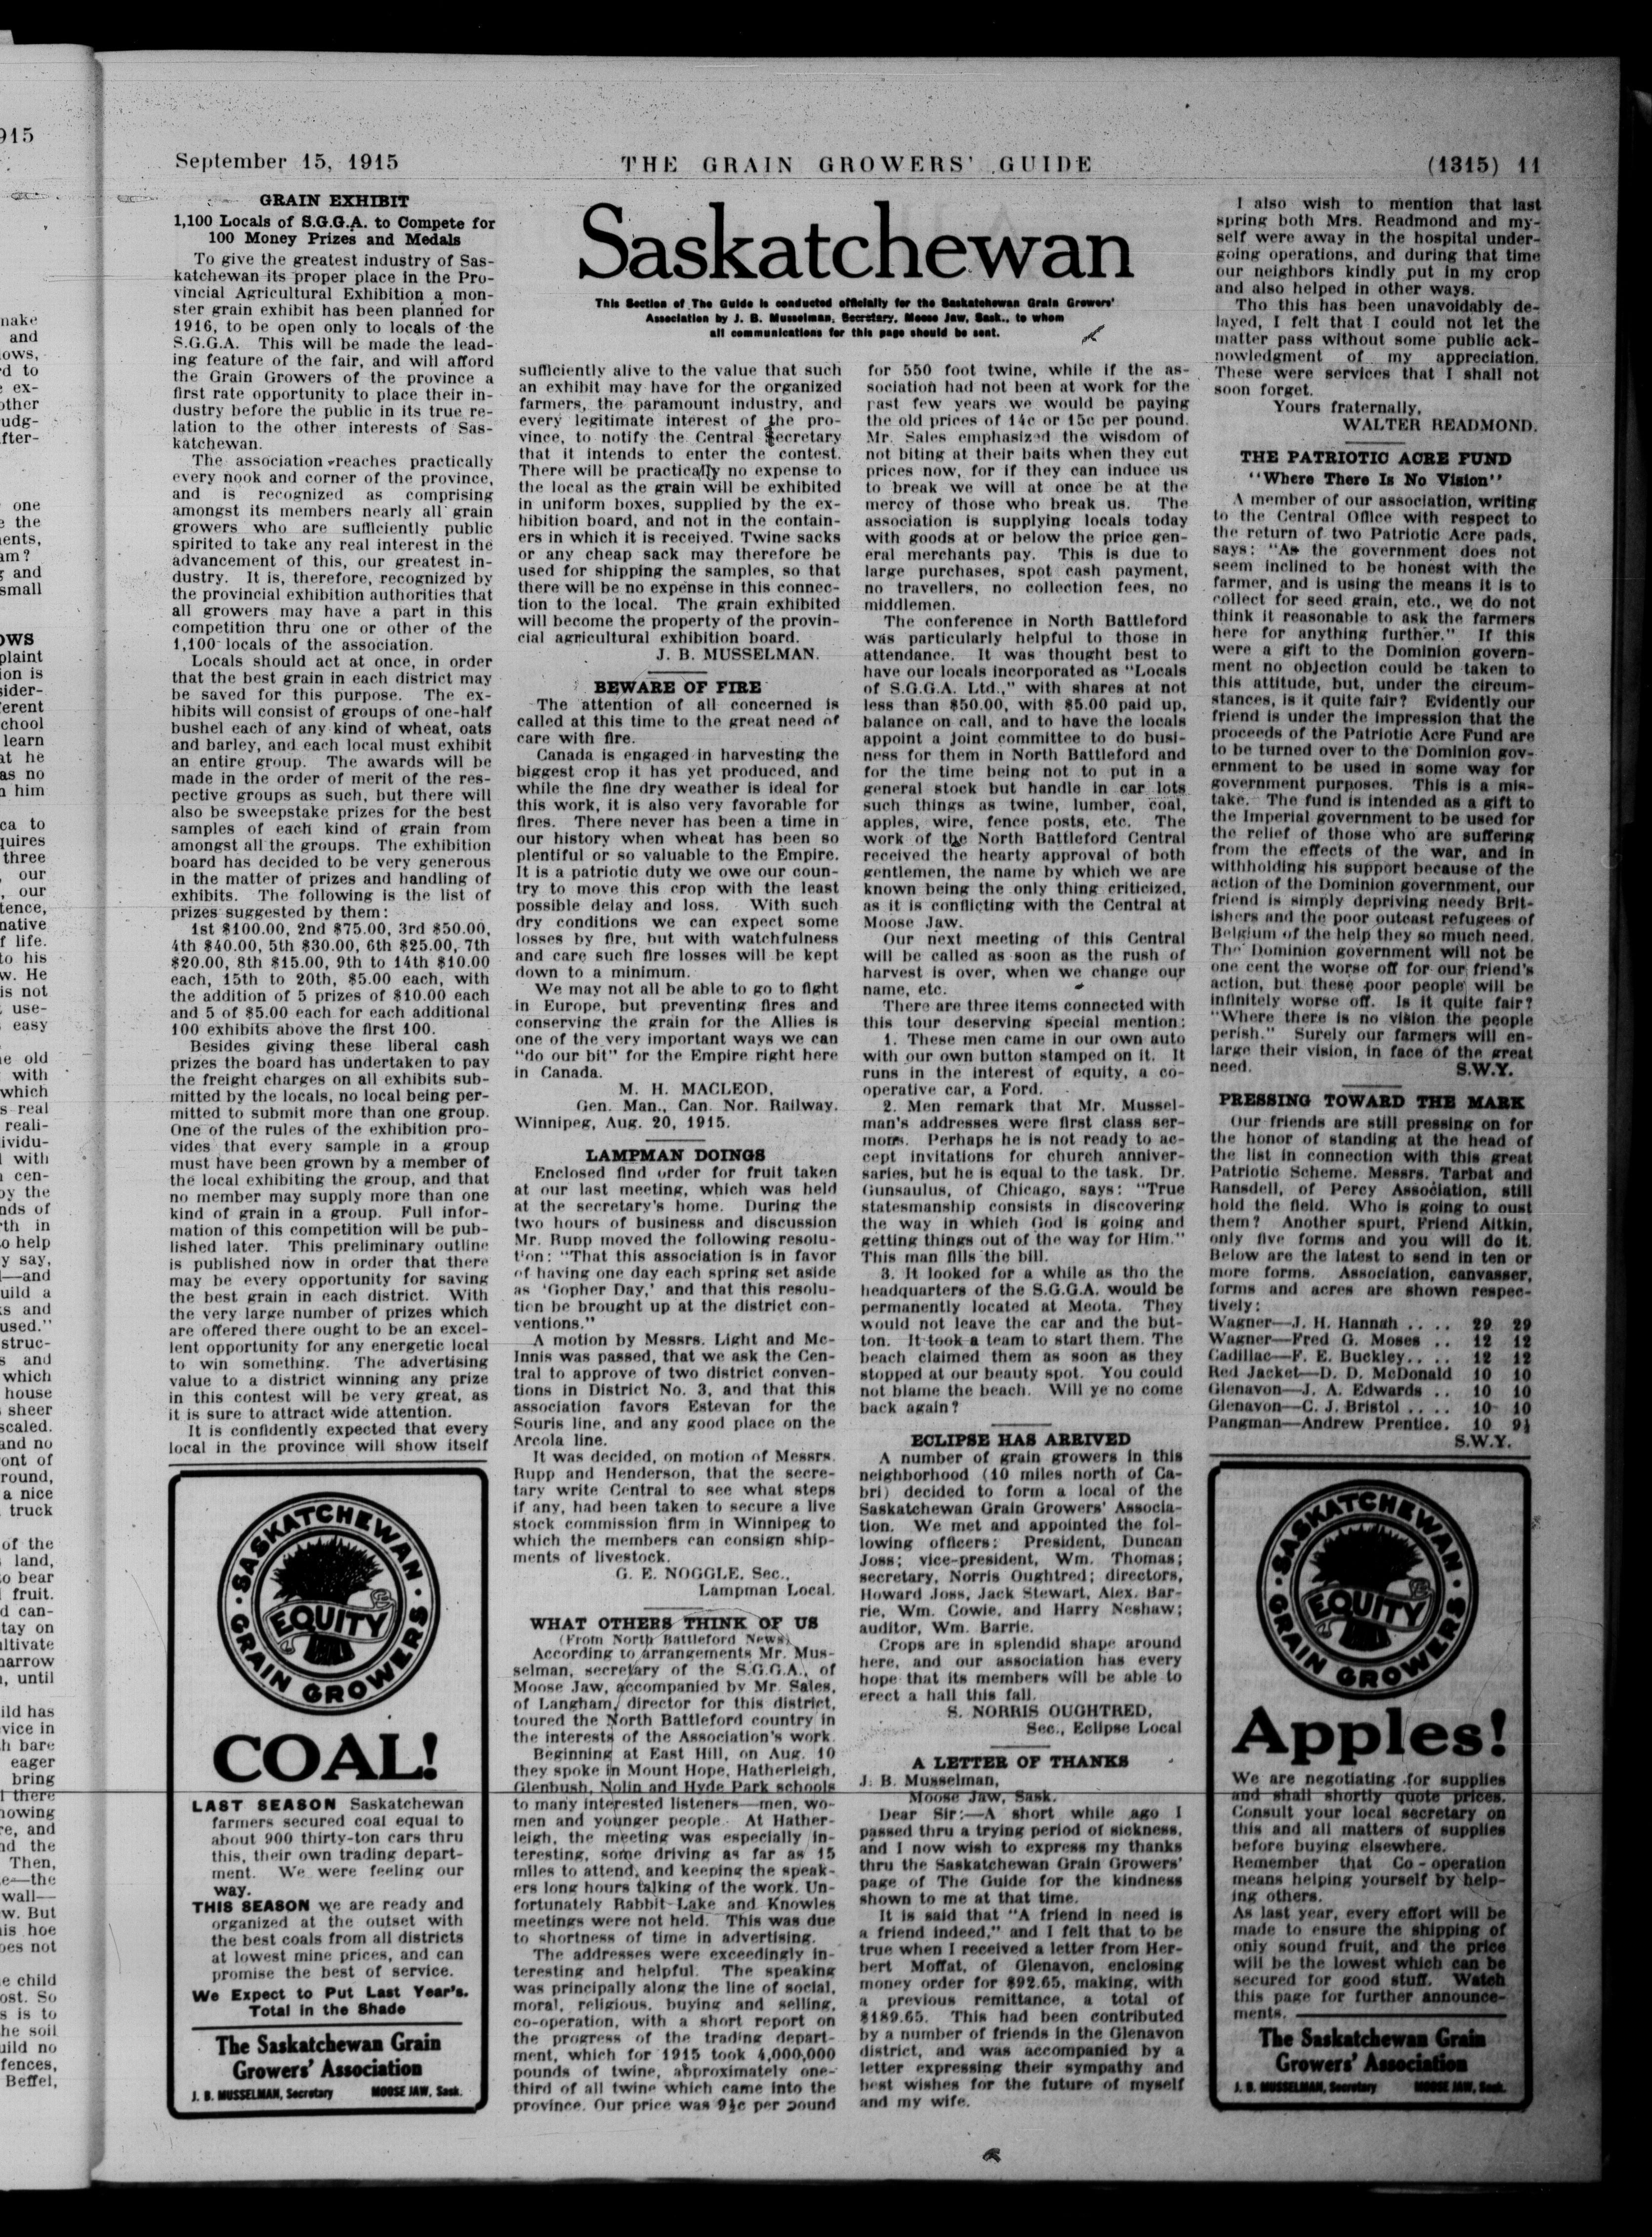 September 15, 1915
THE GRAIN GROWERS' GUIDE
(1315) 11
GRAIN EXHIBIT
1,100 Locals of S.G.G.A. to Compete for
100 Money Prizes and Medals
To give the greatest industry of Sas-
katchewan its proper place in the Pro-
vincial Agricultural Exhibition a mon-
ster grain exhibit has been planned for
1916, to be open only to locals of the
S.G.G.A. This will be made the lead-
ing feature of the fair, and will afford
the Grain Growers of the province a
first rate opportunity to place their in-
dustry before the public in its true re-
lation to the other interests of Sas-
katchewan.
The association reaches practically
every nook and corner of the province,
and is recognized as comprising
amongst its members nearly all grain
growers who are sufficiently public
spirited to take any real interest in the
advancement of this, our greatest in-
dustry. It is, therefore, recognized by
the provincial exhibition authorities that
all growers may have a part in this
competition thru one or other of the
1,100 locals of the association.
Locals should act at once, in order
that the best grain in each district may
be saved for this purpose. The ex-
hibits will consist of groups of one-half
bushel each of any kind of wheat, oats
and barley, and each local must exhibit
an entire group. The awards will be
made in the order of merit of the res-
pective groups as such, but there will
also be sweepstake prizes for the best
samples of each kind of grain from
amongst all the groups. The exhibition
board has decided to be very generous
in the matter of prizes and handling of
exhibits. The following is the list of
prizes suggested by them:
1st $100.00, 2nd $75.00, 3rd $50.00,
4th $40.00, 5th $30.00, 6th $25.00, 7th
$20.00, 8th $15.00, 9th to 14th $10.00
each, 15th to 20th, $5.00 each, with
the addition of 5 prizes of $10.00 each
and 5 of $5.00 each for each additional
100 exhibits above the first 100.
Besides giving these liberal cash
prizes the board has undertaken to pay
the freight charges on all exhibits sub-
mitted by the locals, no local being per-
mitted to submit more than one group.
One of the rules of the exhibition pro-
vides that every sample in a group
must have been grown by a member of
the local exhibiting the group, and that
no member may supply more than one
kind of grain in a group. Full infor-
mation of this competition will be pub-
lished later. This preliminary outline
is published now in order that there
may be every opportunity for saving
the best grain in each district. With
the very large number of prizes which
are offered there ought to be an excel-
lent opportunity for any energetic local
to win something. The advertising
value to a district winning any prize
in this contest will be very great, as
it is sure to attract wide attention.
It is confidently expected that every
local in the province will show itself
SASKATCHEWAN
EQUITY
GRAIN GROWERS
COAL!
LAST SEASON Saskatchewan
farmers secured coal equal to
about 900 thirty-ton cars thru
this, their own trading depart-
ment. We were feeling our
way.
THIS SEASON we are ready and
organized at the outset with
the best coals from all districts
at lowest mine prices, and can
promise the best of service.
We Expect to Put Last Year's
Total in the Shade
The Saskatchewan Grain
Growers' Association
J. B. MUSSELMAN, Secretary MOOSE JAW, Sask.
Saskatchewan
This Section of The Guide is conducted officially for the Saskatchewan Grain Growers'
Association by J. B. Musselman, Secretary, Moose Jaw, Sask., to whom
all communications for this page should be sent.
sufficiently alive to the value that such
an exhibit may have for the organized
farmers, the paramount industry, and
every legitimate interest of the pro-
vince, to notify the Central Secretary
that it intends to enter the contest.
There will be practically no expense to
the local as the grain will be exhibited
in uniform boxes, supplied by the ex-
hibition board, and not in the contain-
ers in which it is received. Twine sacks
or any cheap sack may therefore be
used for shipping the samples, so that
there will be no expense in this connec-
tion to the local. The grain exhibited
will become the property of the provin-
cial agricultural exhibition board.
J. B. MUSSELMAN.
BEWARE OF FIRE
The attention of all concerned is
called at this time to the great need of
care with fire.
Canada is engaged in harvesting the
biggest crop it has yet produced, and
while the fine dry weather is ideal for
this work, it is also very favorable for
fires. There never has been a time in
our history when wheat has been so
plentiful or so valuable to the Empire.
It is a patriotic duty we owe our coun-
try to move this crop with the least
possible delay and loss. With such
dry conditions we can expect some
losses by fire, but with watchfulness
and care such fire losses will be kept
down to a minimum.
We may not all be able to go to fight
in Europe, but preventing fires and
conserving the grain for the Allies is
one of the very important ways we can
"do our bit" for the Empire right here
in Canada.
M. H. MACLEOD,
Gen. Man., Can. Nor. Railway.
Winnipeg, Aug. 20, 1915.
LAMPMAN DOINGS
Enclosed find order for fruit taken
at our last meeting, which was held
at the secretary's home. During the
two hours of business and discussion
Mr. Rupp moved the following resolu-
tion: "That this association is in favor
of having one day each spring set aside
as 'Gopher Day,' and that this resolu-
tion be brought up at the district con-
ventions."
A motion by Messrs. Light and Mc-
Innis was passed, that we ask the Cen-
tral to approve of two district conven-
tions in District No. 3, and that this
association favors Estevan for the
Souris line, and any good place on the
Arcola line.
It was decided, on motion of Messrs.
Rupp and Henderson, that the secre-
tary write Central to see what steps
if any, had been taken to secure a live
stock commission firm in Winnipeg to
which the members can consign ship-
ments of livestock.
G. E. NOGGLE, Sec.,
Lampman Local.
WHAT OTHERS THINK OF US
(From North Battleford News)
According to arrangements Mr. Mus-
selman, secretary of the S.G.G.A., of
Moose Jaw, accompanied by Mr. Sales,
of Langham, director for this district,
toured the North Battleford country in
the interests of the Association's work.
Beginning at East Hill, on Aug. 10
they spoke in Mount Hope, Hatherleigh,
Glenbush, Nolin and Hyde Park schools
to many interested listeners—men, wo-
men and younger people. At Hather-
leigh, the meeting was especially in-
teresting, some driving as far as 15
miles to attend, and keeping the speak-
ers long hours talking of the work. Un-
fortunately Rabbit Lake and Knowles
meetings were not held. This was due
to shortness of time in advertising.
The addresses were exceedingly in-
teresting and helpful. The speaking
was principally along the line of social,
moral, religious, buying and selling,
co-operation, with a short report on
the progress of the trading depart-
ment, which for 1915 took 4,000,000
pounds of twine, approximately one-
third of all twine which came into the
province. Our price was 9½c per pound
for 550 foot twine, while if the as-
sociation had not been at work for the
past few years we would be paying
the old prices of 14c or 15c per pound.
Mr. Sales emphasized the wisdom of
not biting at their baits when they cut
prices now, for if they can induce us
to break we will at once be at the
mercy of those who break us. The
association is supplying locals today
with goods at or below the price gen-
eral merchants pay. This is due to
large purchases, spot cash payment,
no travellers, no collection fees, no
middlemen.
The conference in North Battleford
was particularly helpful to those in
attendance. It was thought best to
have our locals incorporated as "Locals
of S.G.G.A. Ltd.," with shares at not
less than $50.00, with $5.00 paid up,
balance on call, and to have the locals
appoint a joint committee to do busi-
ness for them in North Battleford and
for the time being not to put in a
general stock but handle in car lots
such things as twine, lumber, coal,
apples, wire, fence posts, etc. The
work of the North Battleford Central
received the hearty approval of both
gentlemen, the name by which we are
known being the only thing criticized,
as it is conflicting with the Central at
Moose Jaw.
Our next meeting of this Central
will be called as soon as the rush of
harvest is over, when we change our
name, etc.
There are three items connected with
this tour deserving special mention:
1. These men came in our own auto
with our own button stamped on it. It
runs in the interest of equity, a co-
operative car, a Ford.
2. Men remark that Mr. Mussel-
man's addresses were first class ser-
mons. Perhaps he is not ready to ac-
cept invitations for church anniver-
saries, but he is equal to the task. Dr.
Gunsaulus, of Chicago, says: "True
statesmanship consists in discovering
the way in which God is going and
getting things out of the way for Him."
This man fills the bill.
3. It looked for a while as tho the
headquarters of the S.G.G.A. would be
permanently located at Meota. They
would not leave the car and the but-
ton. It took a team to start them. The
beach claimed them as soon as they
stopped at our beauty spot. You could
not blame the beach. Will ye no come
back again?
ECLIPSE HAS ARRIVED
A number of grain growers in this
neighborhood (10 miles north of Ca-
bri) decided to form a local of the
Saskatchewan Grain Growers' Associa-
tion. We met and appointed the fol-
lowing officers: President, Duncan
Joss; vice-president, Wm. Thomas;
secretary, Norris Oughtred; directors,
Howard Joss, Jack Stewart, Alex. Bar-
rie, Wm. Cowie, and Harry Neshaw;
auditor, Wm. Barrie.
Crops are in splendid shape around
here, and our association has every
hope that its members will be able to
erect a hall this fall.
S. NORRIS OUGHTRED,
Sec., Eclipse Local
A LETTER OF THANKS
J. B. Musselman,
Moose Jaw, Sask.
Dear Sir:—A short while ago I
passed thru a trying period of sickness,
and I now wish to express my thanks
thru the Saskatchewan Grain Growers'
page of The Guide for the kindness
shown to me at that time.
It is said that "A friend in need is
a friend indeed," and I felt that to be
true when I received a letter from Her-
bert Moffat, of Glenavon, enclosing
money order for $92.65, making, with
a previous remittance, a total of
$189.65. This had been contributed
by a number of friends in the Glenavon
district, and was accompanied by a
letter expressing their sympathy and
best wishes for the future of myself
and my wife.
I also wish to mention that last
spring both Mrs. Readmond and my-
self were away in the hospital under-
going operations, and during that time
our neighbors kindly put in my crop
and also helped in other ways.
Tho this has been unavoidably de-
layed, I felt that I could not let the
matter pass without some public ack-
nowledgment of my appreciation.
These were services that I shall not
soon forget.
Yours fraternally,
WALTER READMOND.
THE PATRIOTIC ACRE FUND
"Where There Is No Vision"
A member of our association, writing
to the Central Office with respect to
the return of two Patriotic Acre pads,
says: "As the government does not
seem inclined to be honest with the
farmer, and is using the means it is to
collect for seed grain, etc., we do not
think it reasonable to ask the farmers
here for anything further." If this
were a gift to the Dominion govern-
ment no objection could be taken to
this attitude, but, under the circum-
stances, is it quite fair? Evidently our
friend is under the impression that the
proceeds of the Patriotic Acre Fund are
to be turned over to the Dominion gov-
ernment to be used in some way for
government purposes. This is a mis-
take. The fund is intended as a gift to
the Imperial government to be used for
the relief of those who are suffering
from the effects of the war, and in
withholding his support because of the
action of the Dominion government, our
friend is simply depriving needy Brit-
ishers and the poor outcast refugees of
Belgium of the help they so much need.
The Dominion government will not be
one cent the worse off for our friend's
action, but these poor people will be
infinitely worse off. Is it quite fair?
"Where there is no vision the people
perish." Surely our farmers will en-
large their vision, in face of the great
need.
S.W.Y.
PRESSING TOWARD THE MARK
Our friends are still pressing on for
the honor of standing at the head of
the list in connection with this great
Patriotic Scheme. Messrs. Tarbat and
Ransdell, of Percy Association, still
hold the field. Who is going to oust
them? Another spurt, Friend Aitkin,
only five forms and you will do it.
Below are the latest to send in ten or
more forms. Association, canvasser,
forms and acres are shown respec-
tively:
Wagner—J. H. Hannah .... 29 29
Wagner—Fred G. Moses .. 12 12
Cadillac—F. E. Buckley.... 12 12
Red Jacket—D. D. McDonald 10 10
Glenavon—J. A. Edwards .. 10 10
Glenavon—C. J. Bristol .... 10 10
Pangman—Andrew Prentice. 10 9½
S.W.Y.
SASKATCHEWAN
EQUITY
GRAIN GROWERS
Apples!
We are negotiating for supplies
and shall shortly quote prices.
Consult your local secretary on
this and all matters of supplies
before buying elsewhere.
Remember that Co-operation
means helping yourself by help-
ing others.
As last year, every effort will be
made to ensure the shipping of
only sound fruit, and the price
will be the lowest which can be
secured for good stuff. Watch
this page for further announce-
ments.
The Saskatchewan Grain
Growers' Association
J. B. MUSSELMAN, Secretary MOOSE JAW, Sask.